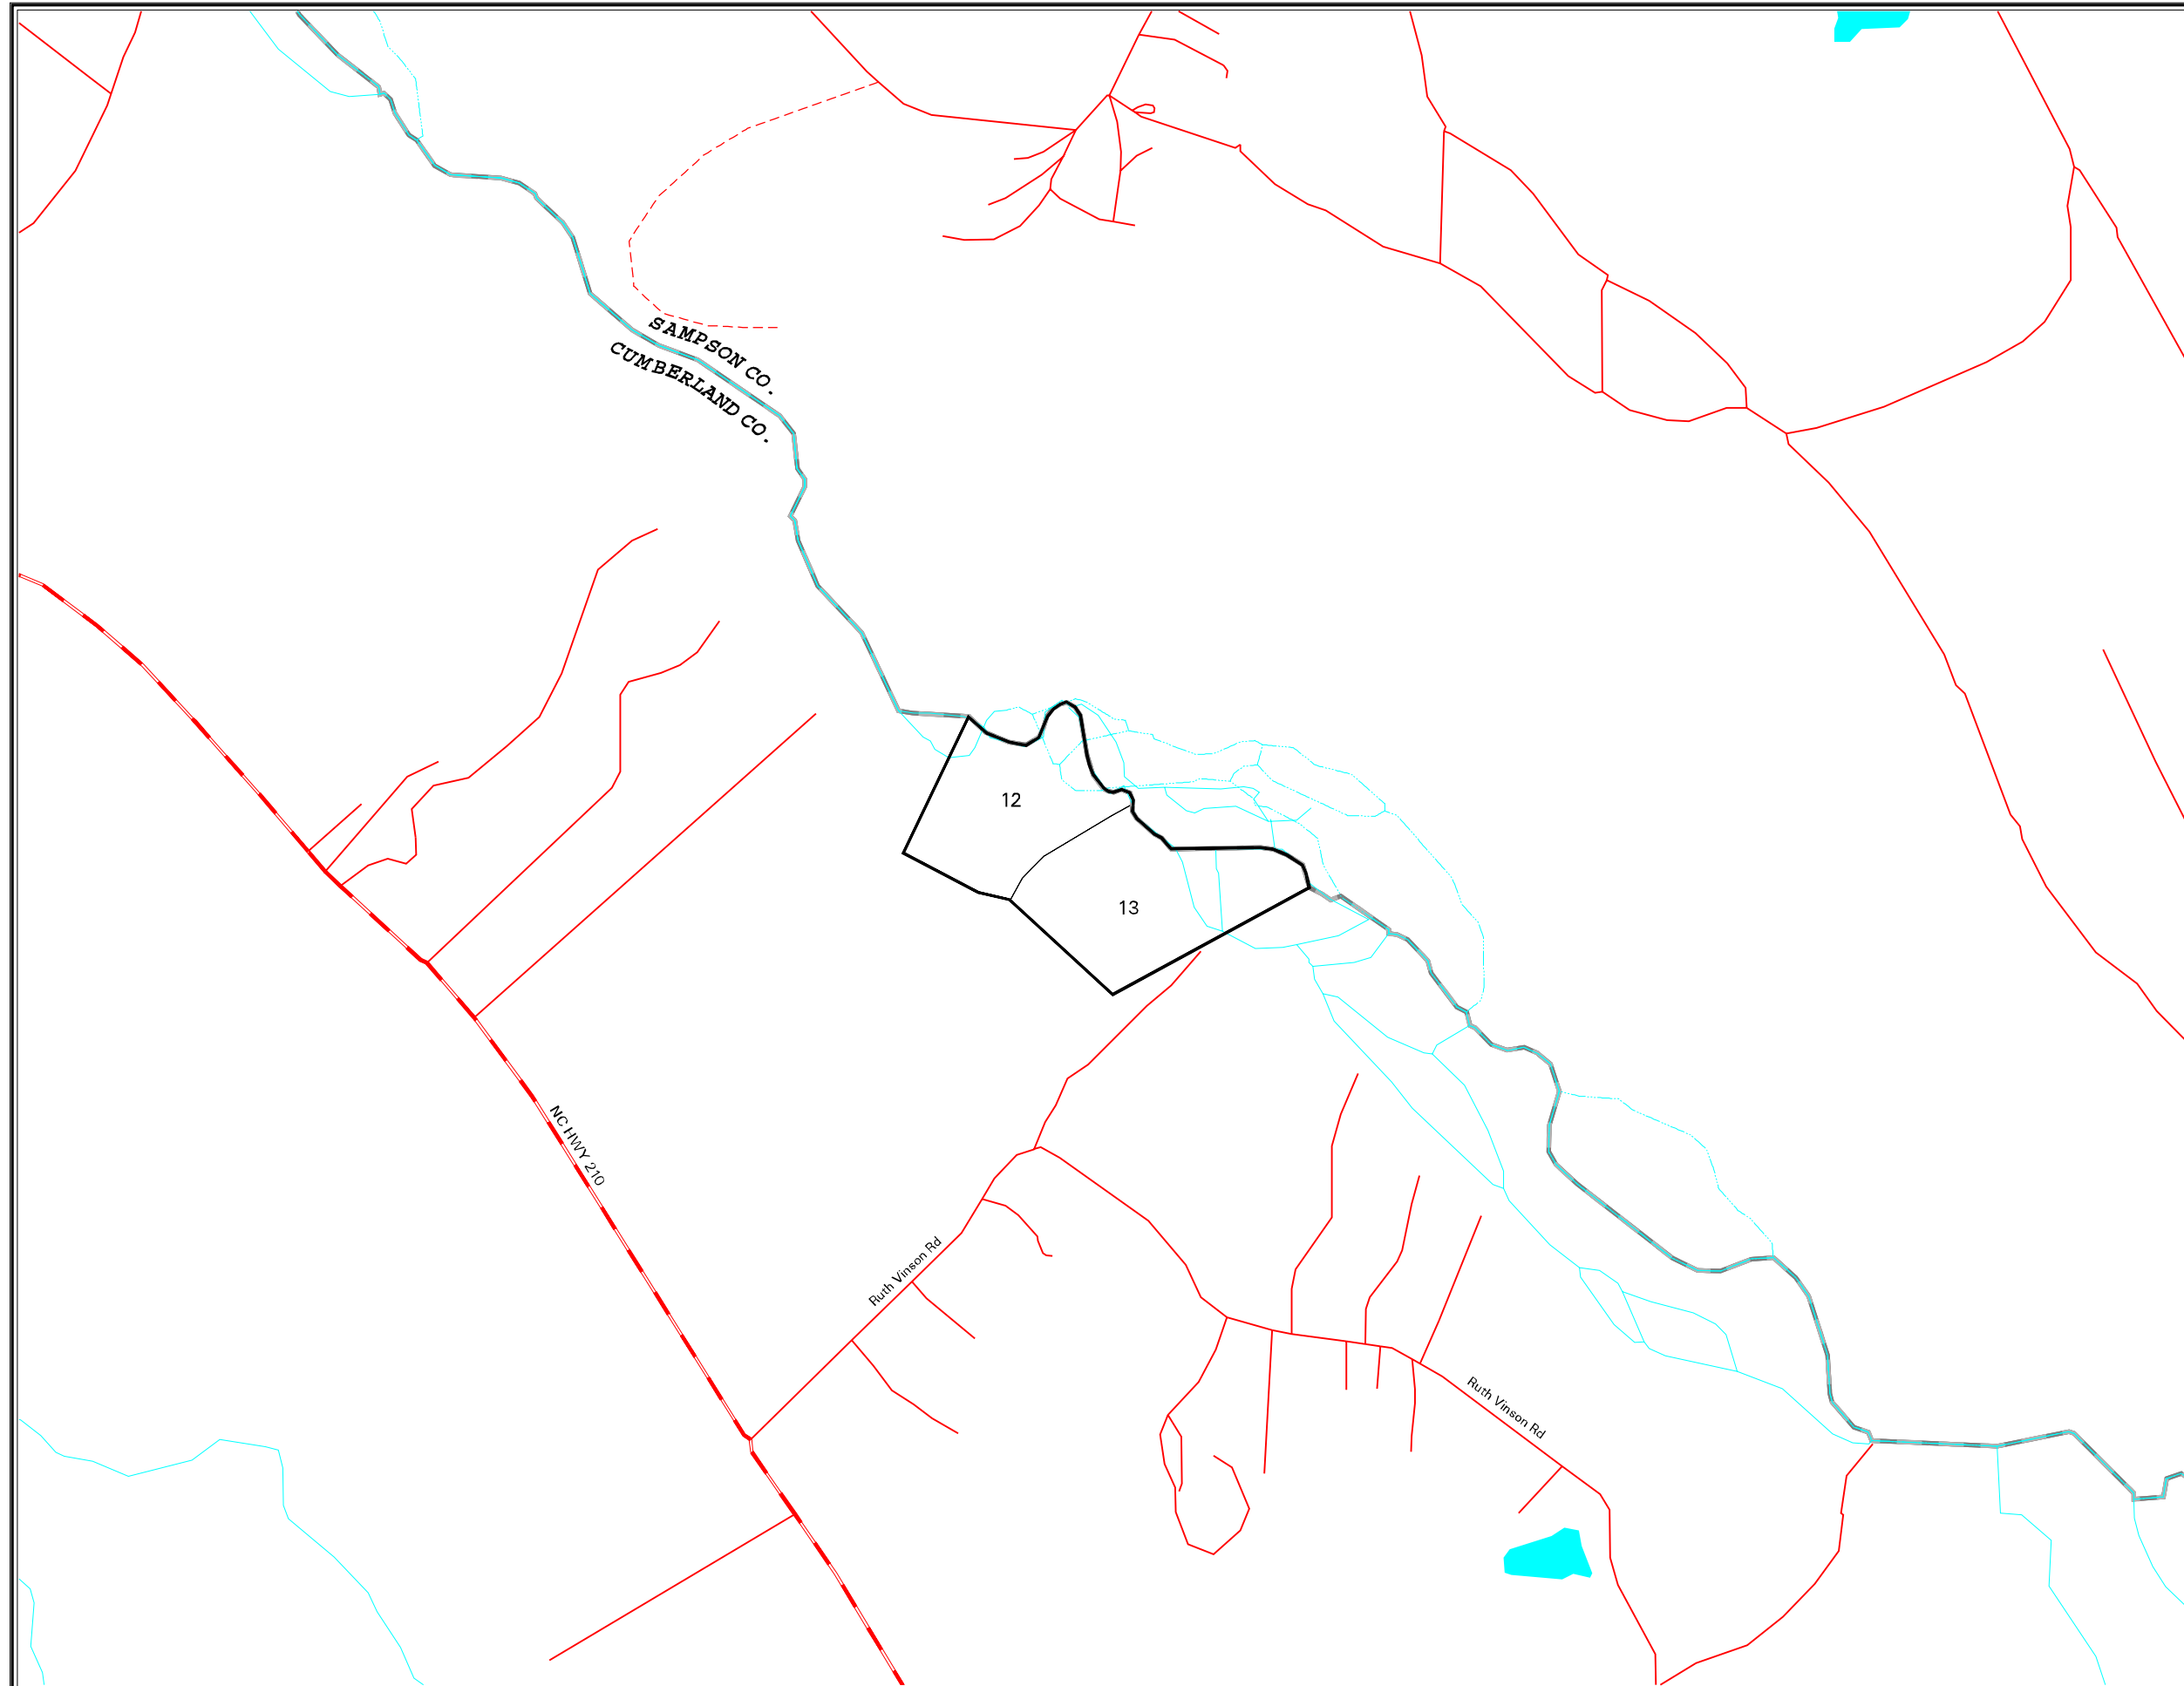 SAMPSON CO.
CUMBERLAND CO.
12
13
NC HWY 210
Ruth Vinson Rd
Ruth Vinson Rd